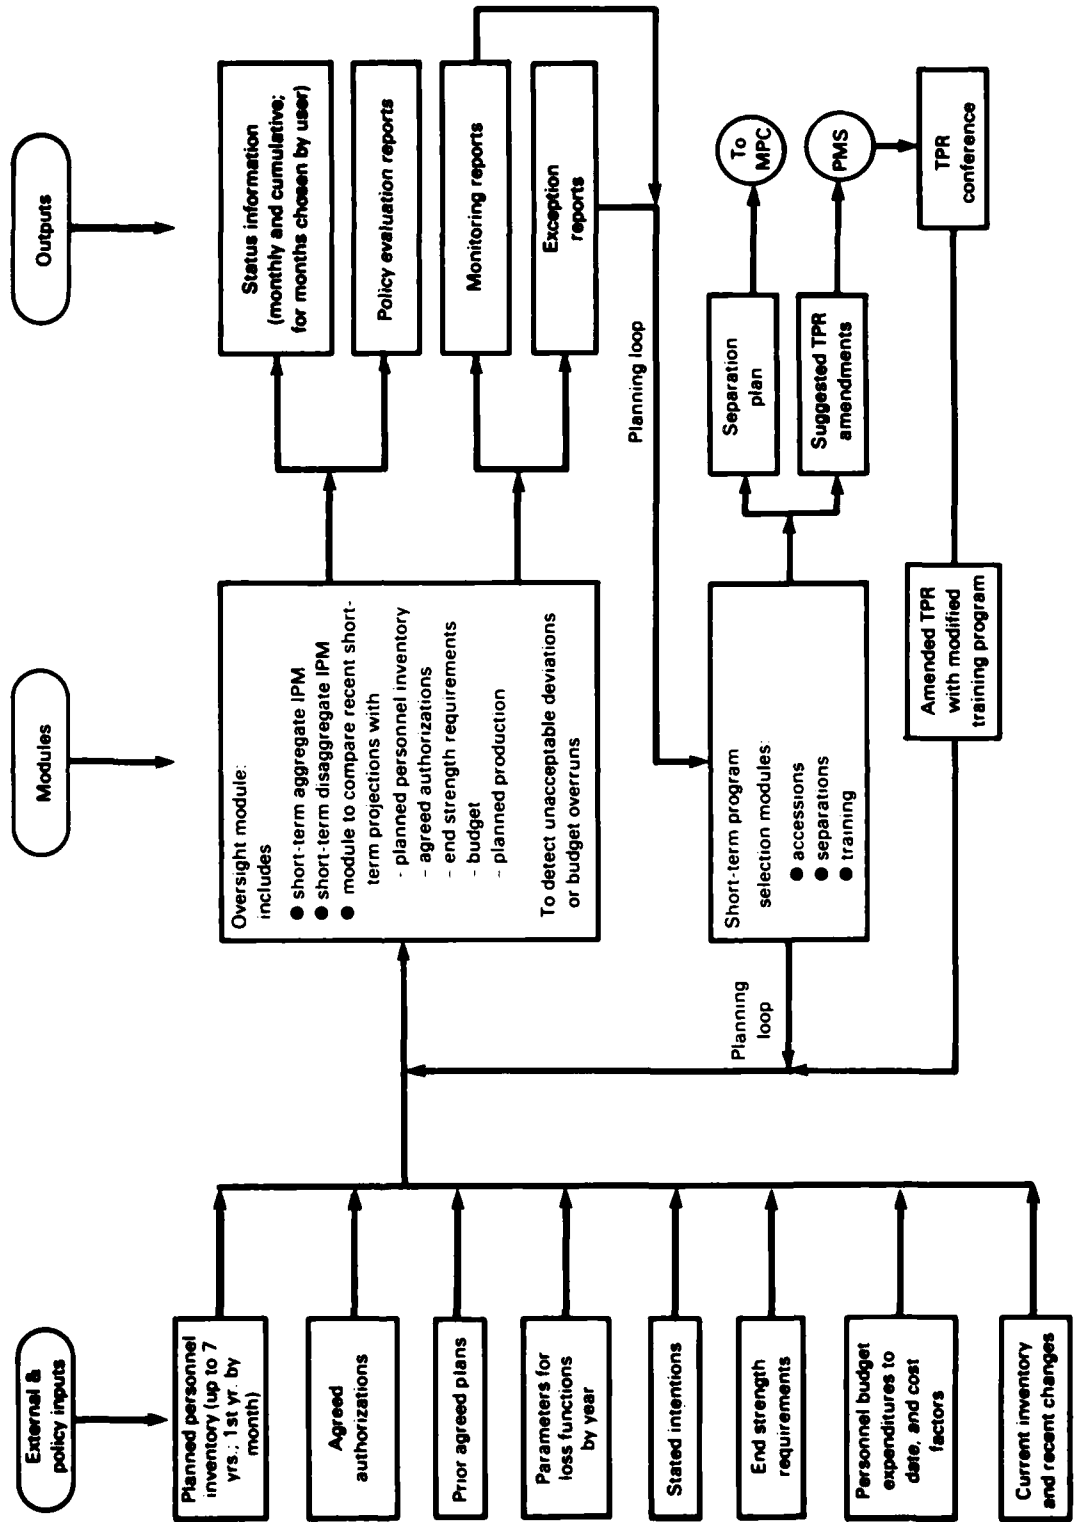 External &
policy inputs
Modules
Outputs
Planned personnel
inventory (up to 7
yrs.; 1st yr. by
month)
Agreed
authorizations
Prior agreed plans
Parameters for
loss functions
by year
Stated intentions
End strength
requirements
Personnel budget
expenditures to
date, and cost
factors
Current inventory
and recent changes
Oversight module:
includes
● short-term aggregate IPM
● short-term disaggregate IPM
● module to compare recent short-
term projections with
- planned personnel inventory
- agreed authorizations
- end strength requirements
- budget
- planned production
To detect unacceptable deviations
or budget overruns
Planning
loop
Short-term program
selection modules:
● accessions
● separations
● training
Amended TPR
with modified
training program
Status information
(monthly and cumulative;
for months chosen by user)
Policy evaluation reports
Monitoring reports
Exception
reports
Planning loop
Separation
plan
To
MPC
Suggested TPR
amendments
PMS
TPR
conference